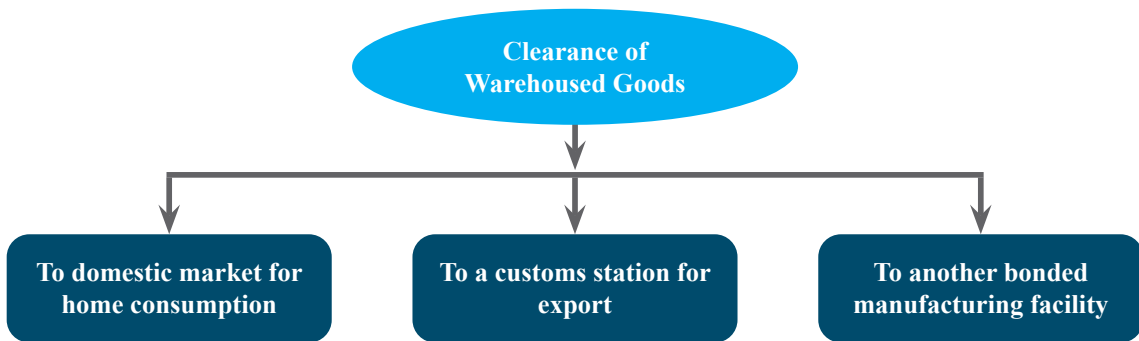 Clearance of
Warehoused Goods
To domestic market for
home consumption
To a customs station for
export
To another bonded
manufacturing facility